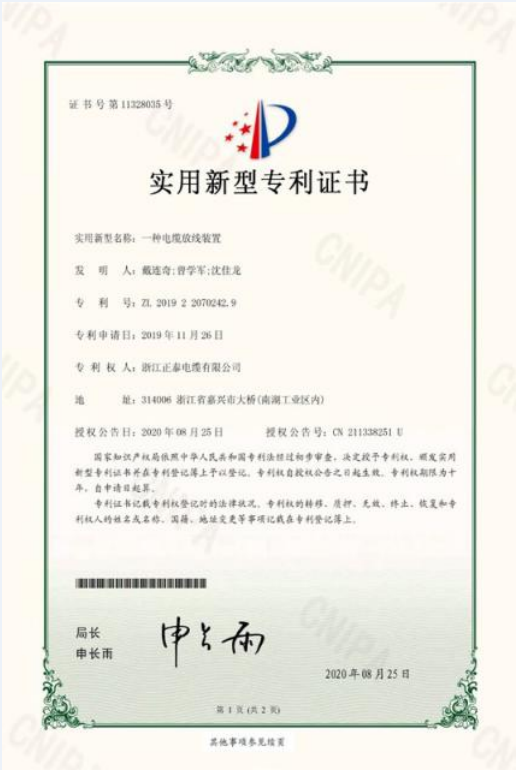 证书号第11328035号
实用新型专利证书
实用新型名称：一种电缆放线装置
发 明 人：戴连奇;曾学军;沈佳龙
专 利 号：ZL 2019 2 2070242.9
专利申请日：2019年11月26日
专 利 权 人：浙江正泰电缆有限公司
地 址：314006 浙江省嘉兴市大桥(南湖工业区内)
授权公告日：2020年08月25日 授权公告号：CN 211338251 U
国家知识产权局依照中华人民共和国专利法经过初步审查，决定授予专利权，颁发实用
新型专利证书并在专利登记簿上予以登记。专利权自授权公告之日起生效。专利权期限为十
年，自申请日起算。
专利证书记载专利权登记时的法律状况。专利权的转移、质押、无效、终止、恢复和专
利权人的姓名或名称、国籍、地址变更等事项记载在专利登记簿上。
局长
申长雨
申长雨
2020年08月25日
第 1 页 (共 2 页)
其他事项参见续页
CNIPA
CNIPA
CNIPA
CNIPA
CNIPA